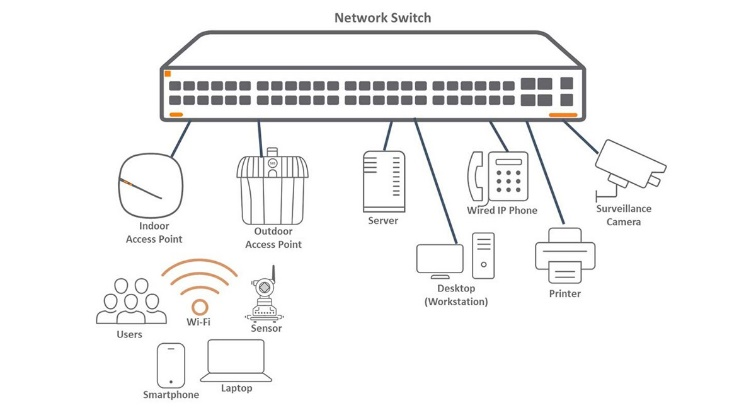 Network Switch
Indoor
Access Point
Outdoor
Access Point
Server
Wired IP Phone
Surveillance
Camera
Desktop
(Workstation)
Printer
Users
Wi-Fi
Sensor
Smartphone
Laptop